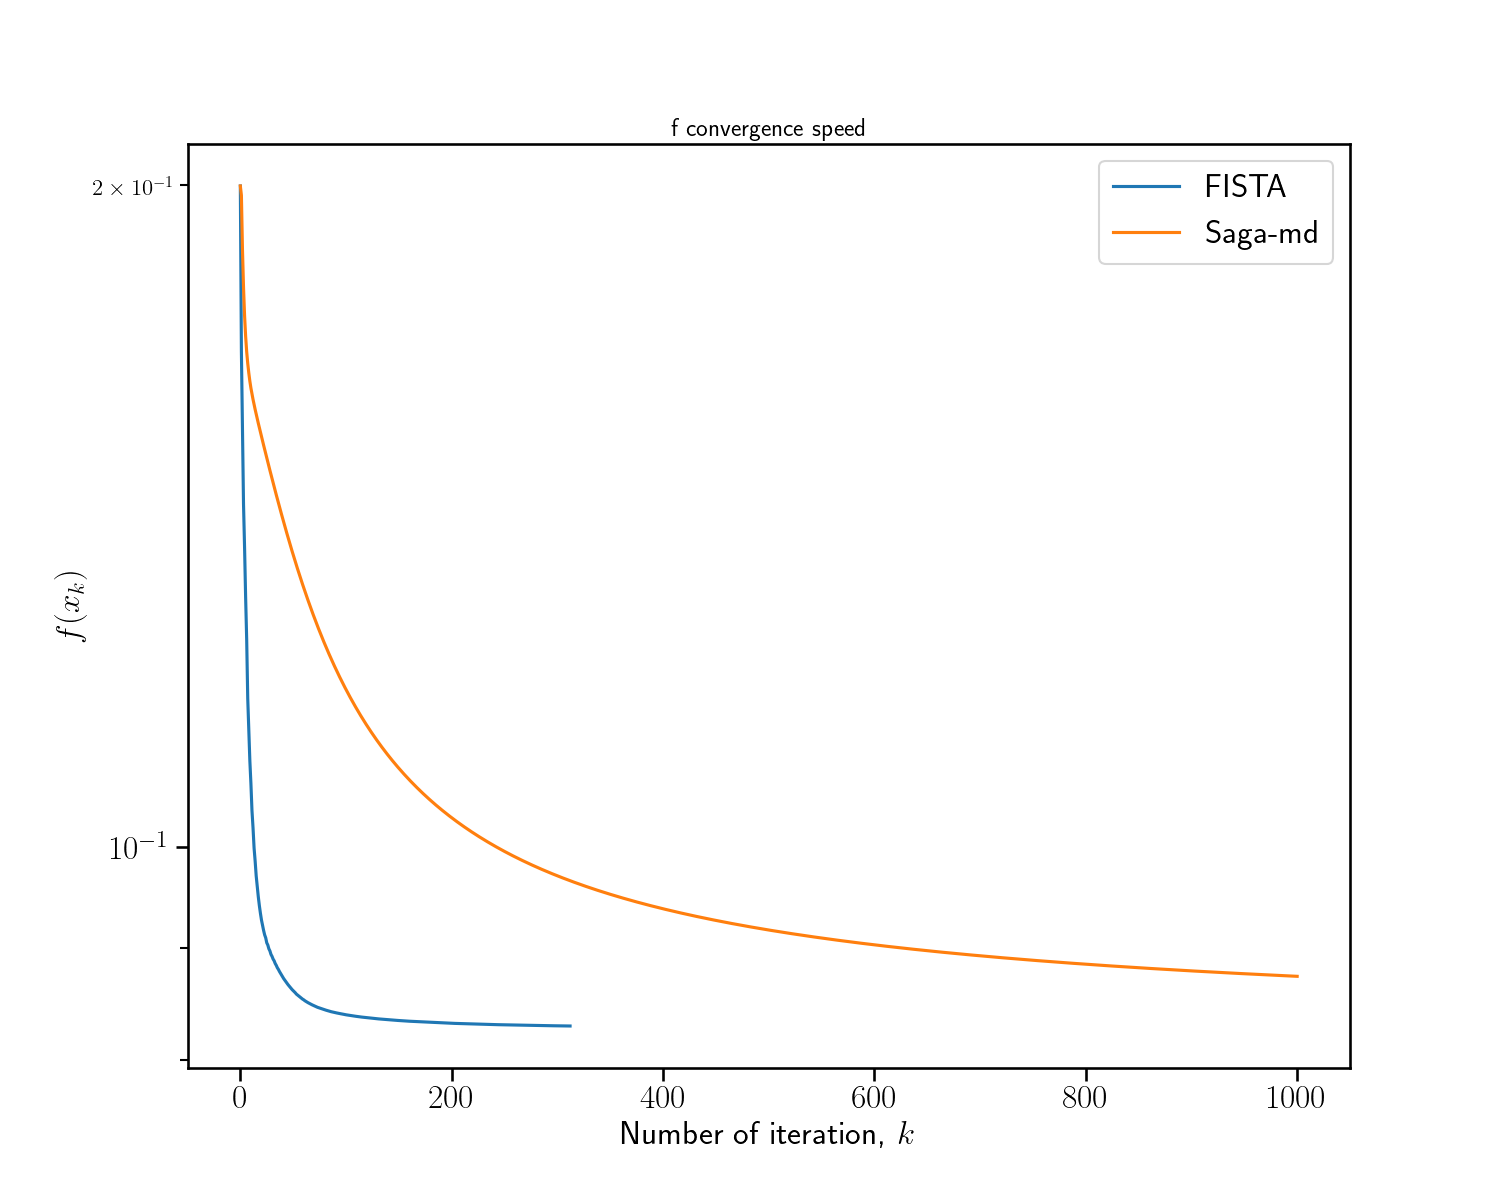 f convergence speed
FISTA
Saga-md
2 × 10⁻¹
10⁻¹
f(xₖ)
0 200 400 600 800 1000
Number of iteration, k